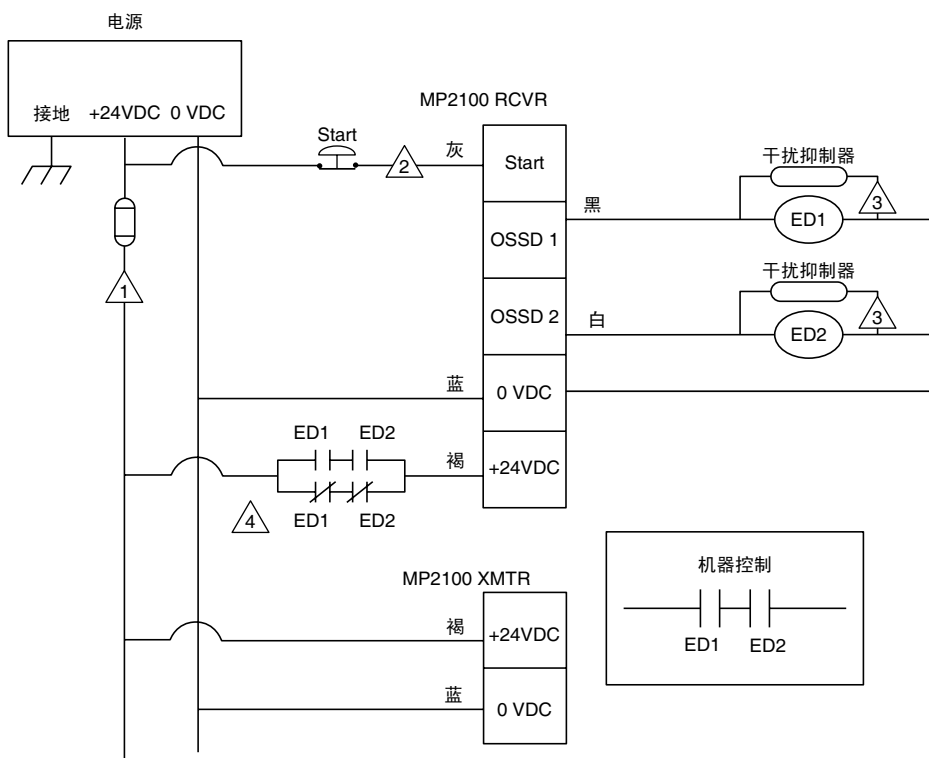 电源
接地 +24VDC 0 VDC
MP2100 RCVR
Start
2
灰
Start
干扰抑制器
3
黑
OSSD 1
ED1
1
干扰抑制器
3
OSSD 2
白
ED2
蓝
0 VDC
ED1 ED2
褐
+24VDC
4
ED1 ED2
机器控制
MP2100 XMTR
褐
+24VDC
ED1 ED2
蓝
0 VDC